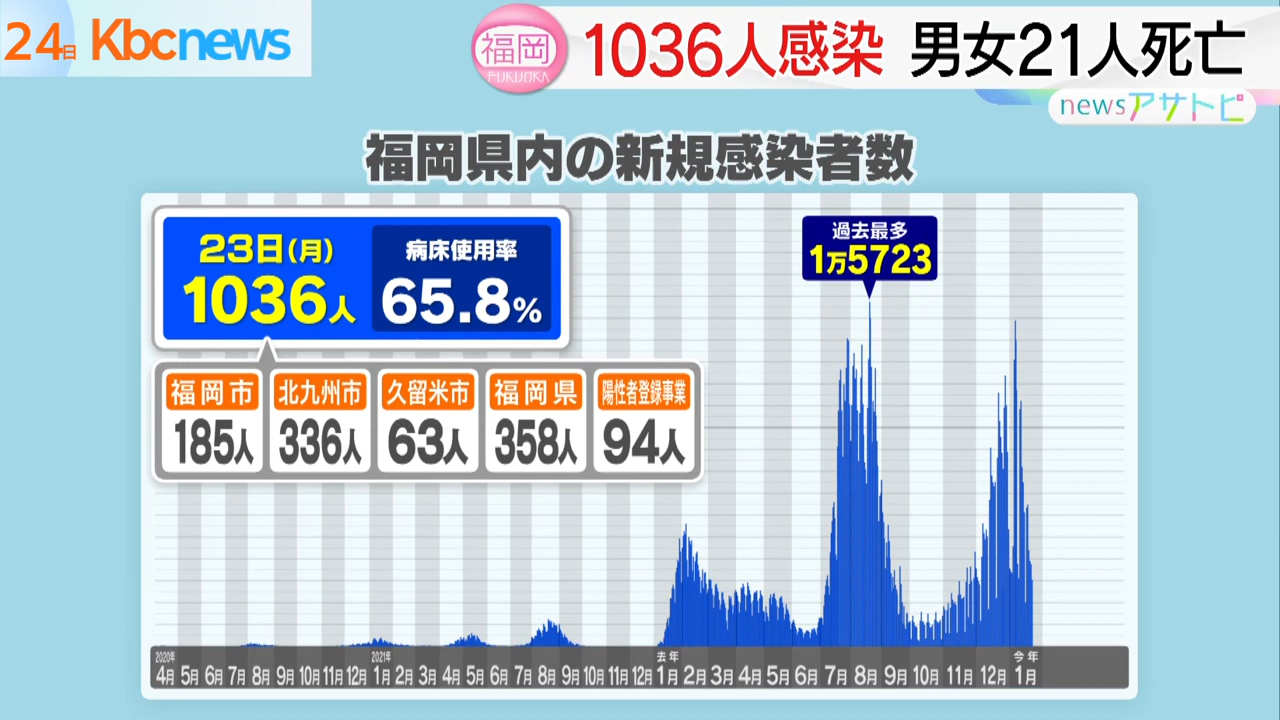 24日 Kbcnews
福岡
FUKUOKA
1036人感染 男女21人死亡
newsアサトピ
福岡県内の新規感染者数
23日(月)
1036人
病床使用率
65.8%
過去最多
1万5723
福岡市
185人
北九州市
336人
久留米市
63人
福岡県
358人
陽性者登録事業
94人
2020年 2021年 去年 今年
4月 5月 6月 7月 8月 9月 10月 11月 12月 1月 2月 3月 4月 5月 6月 7月 8月 9月 10月 11月 12月 1月 2月 3月 4月 5月 6月 7月 8月 9月 10月 11月 12月 1月